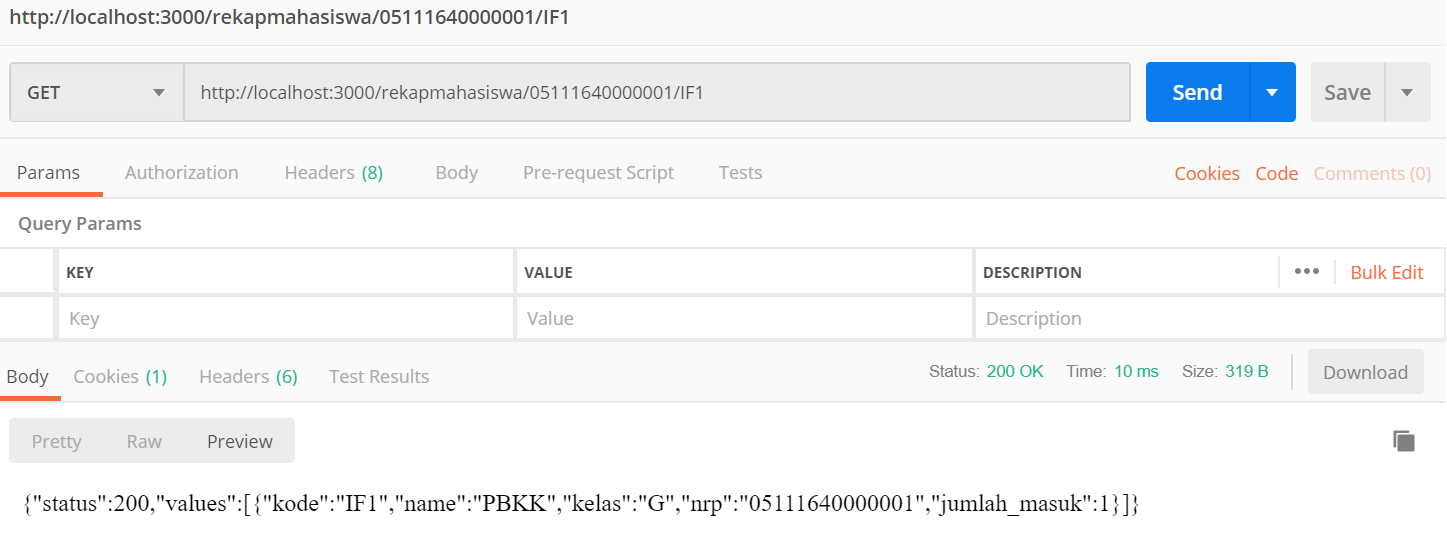 http://localhost:3000/rekapmahasiswa/05111640000001/IF1
GET http://localhost:3000/rekapmahasiswa/05111640000001/IF1 Send Save
Params Authorization Headers (8) Body Pre-request Script Tests Cookies Code Comments (0)
Query Params
KEY VALUE DESCRIPTION ••• Bulk Edit
Key Value Description
Body Cookies (1) Headers (6) Test Results Status: 200 OK Time: 10 ms Size: 319 B Download
Pretty Raw Preview
{"status":200,"values":[{"kode":"IF1","name":"PBKK","kelas":"G","nrp":"05111640000001","jumlah_masuk":1}]}